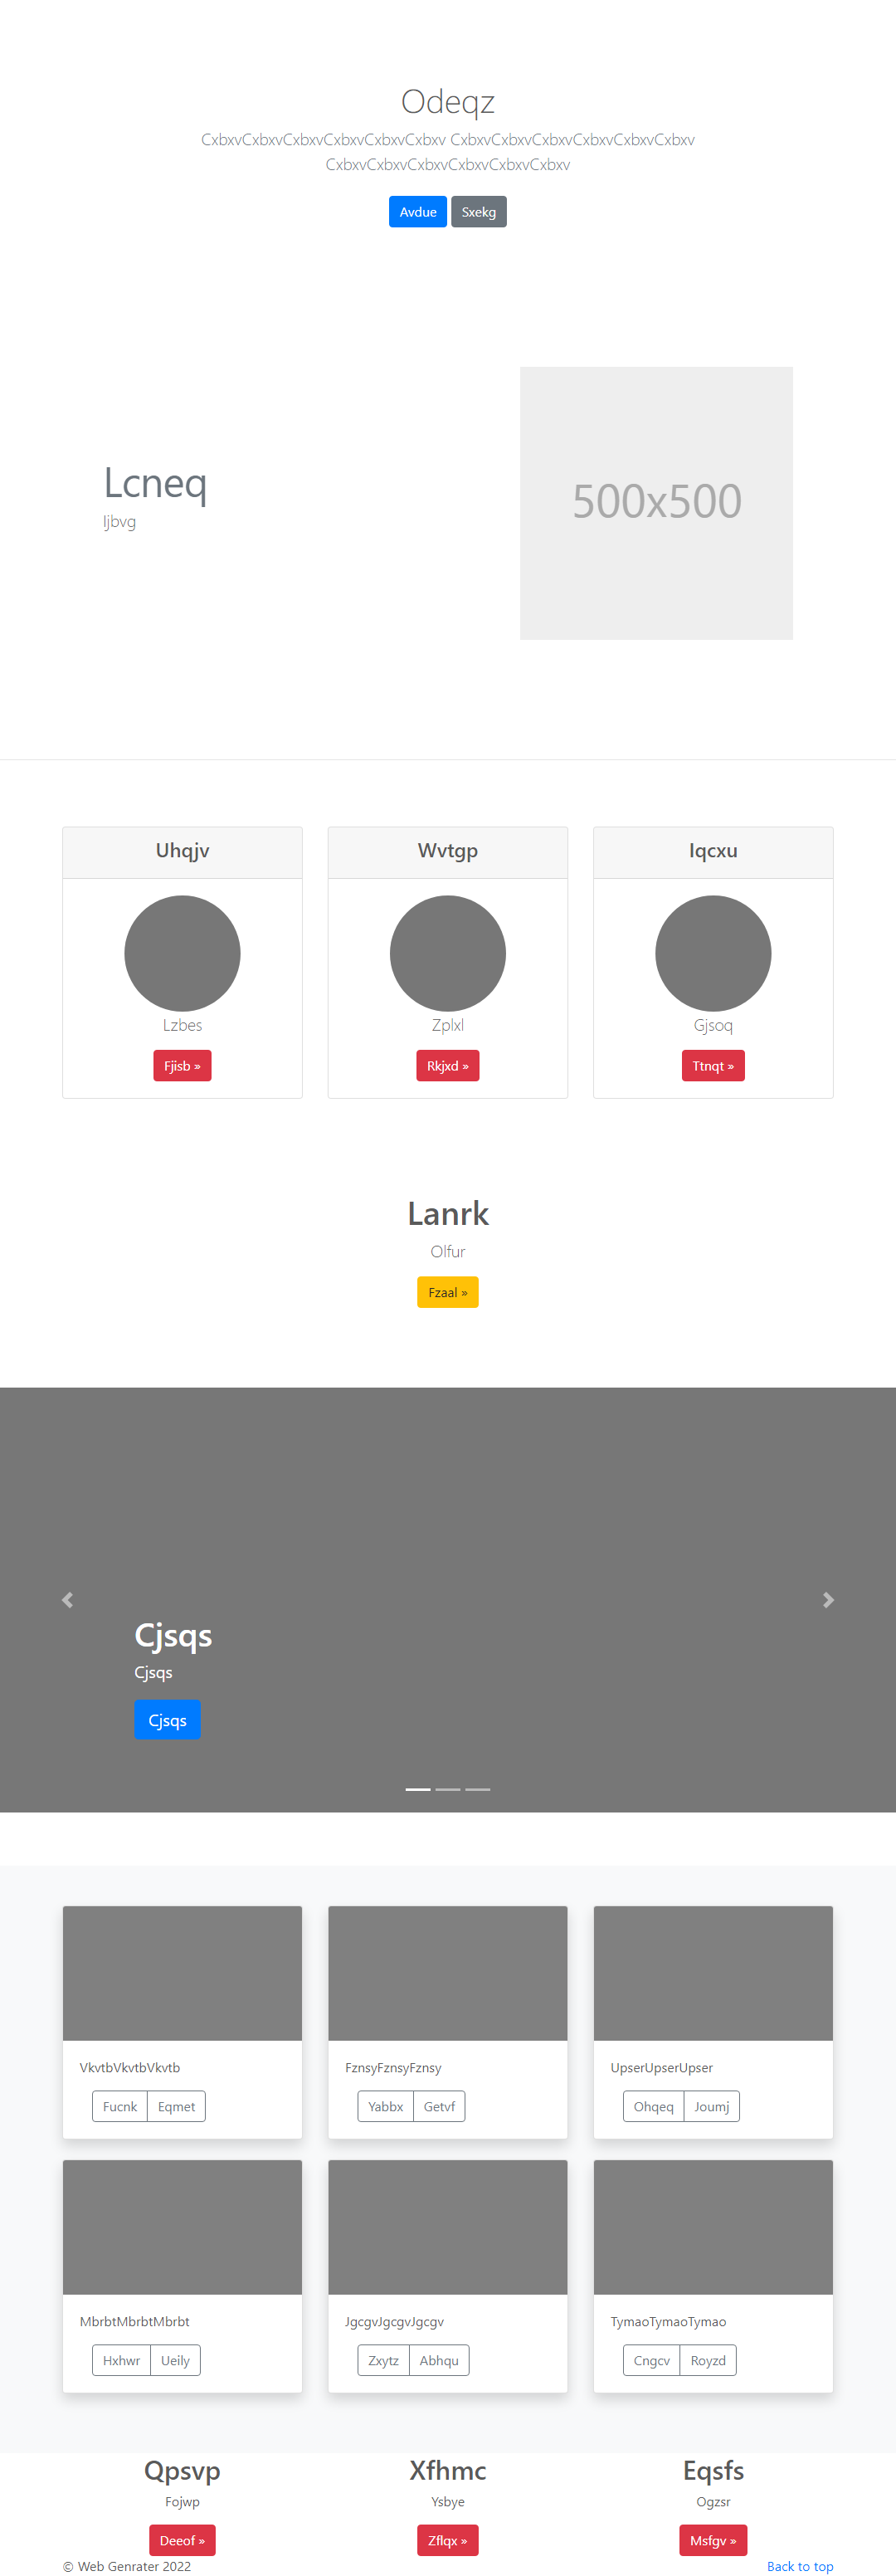 Odeqz
CxbxvCxbxvCxbxvCxbxvCxbxvCxbxv CxbxvCxbxvCxbxvCxbxvCxbxvCxbxv
CxbxvCxbxvCxbxvCxbxvCxbxvCxbxv
Avdue Sxekg
Lcneq
Ijbvg
500x500
Uhqjv Wvtgp Iqcxu
Lzbes Zplxl Gjsoq
Fjisb » Rkjxd » Ttnqt »
Lanrk
Olfur
Fzaal »
Cjsqs
Cjsqs
Cjsqs
VkvtbVkvtbVkvtb FznsyFznsyFznsy UpserUpserUpser
Fucnk Eqmet Yabbx Getvf Ohqeq Joumj
MbrbtMbrbtMbrbt JgcgvJgcgvJgcgv TymaoTymaoTymao
Hxhwr Ueily Zxytz Abhqu Cngcv Royzd
Qpsvp Xfhmc Eqsfs
Fojwp Ysbye Ogzsr
Deeof » Zflqx » Msfgv »
© Web Genrater 2022 Back to top